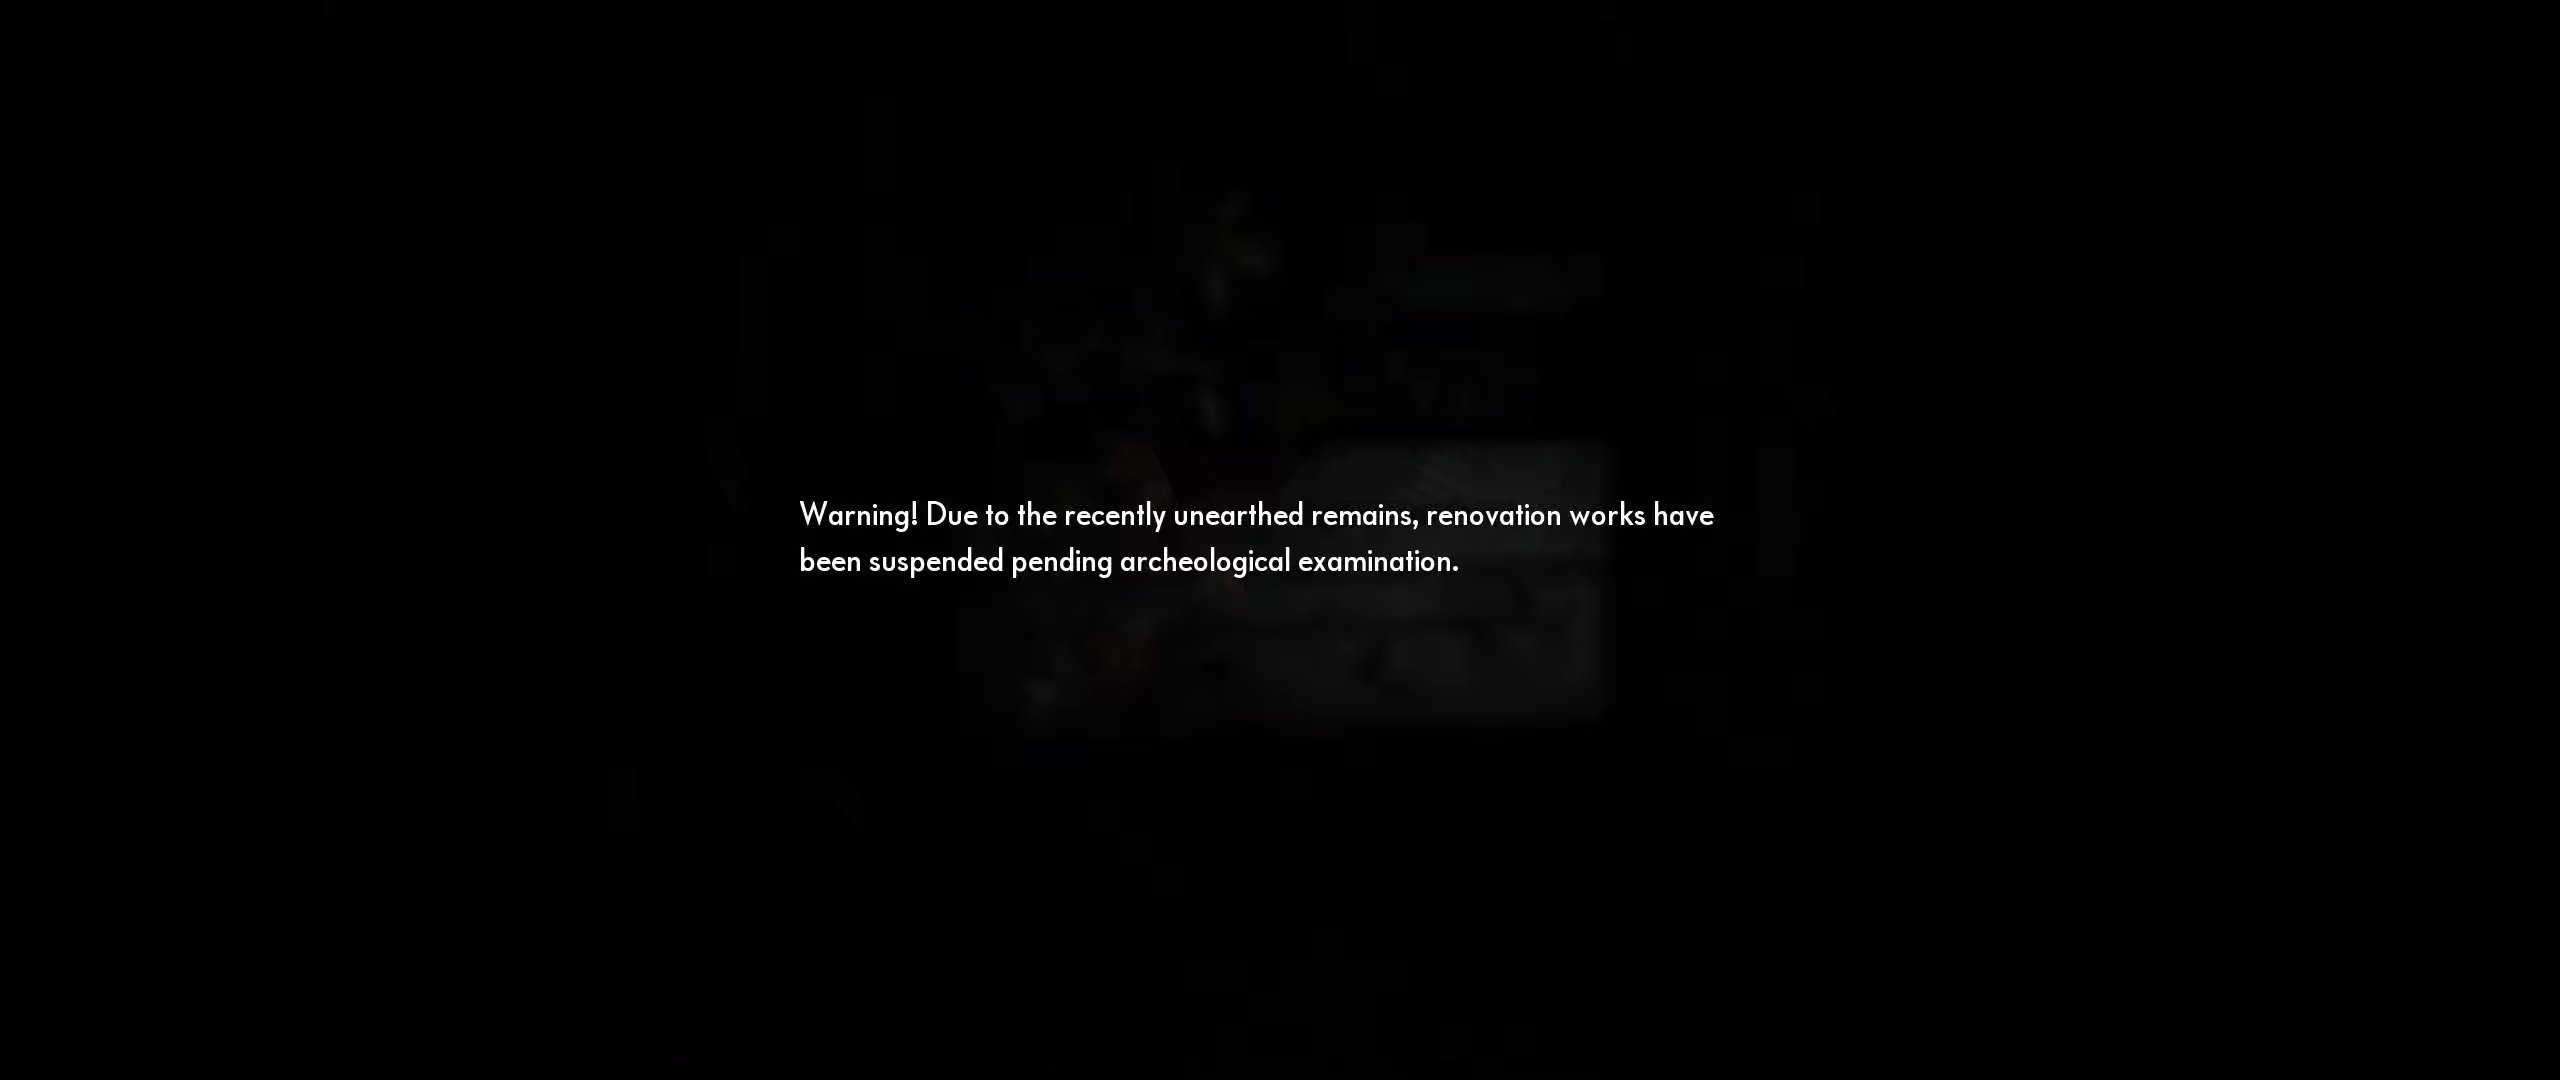 Warning! Due to the recently unearthed remains, renovation works have
been suspended pending archeological examination.